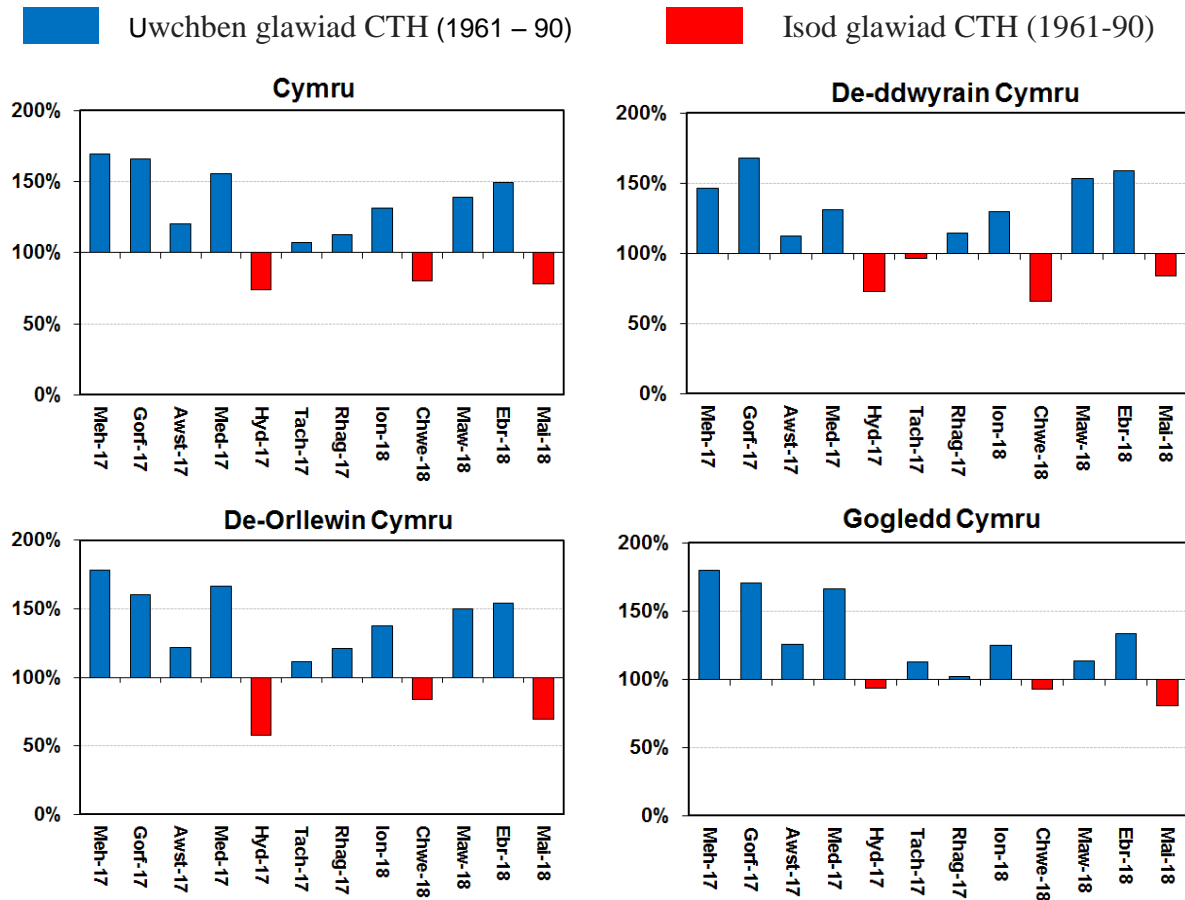 Uwchben glawiad CTH (1961 – 90)
Isod glawiad CTH (1961-90)
Cymru
200%
150%
100%
50%
0%
Meh-17
Gorf-17
Awst-17
Med-17
Hyd-17
Tach-17
Rhag-17
Ion-18
Chwe-18
Maw-18
Ebr-18
Mai-18
De-ddwyrain Cymru
200%
150%
100%
50%
0%
Meh-17
Gorf-17
Awst-17
Med-17
Hyd-17
Tach-17
Rhag-17
Ion-18
Chwe-18
Maw-18
Ebr-18
Mai-18
De-Orllewin Cymru
200%
150%
100%
50%
0%
Meh-17
Gorf-17
Awst-17
Med-17
Hyd-17
Tach-17
Rhag-17
Ion-18
Chwe-18
Maw-18
Ebr-18
Mai-18
Gogledd Cymru
200%
150%
100%
50%
0%
Meh-17
Gorf-17
Awst-17
Med-17
Hyd-17
Tach-17
Rhag-17
Ion-18
Chwe-18
Maw-18
Ebr-18
Mai-18